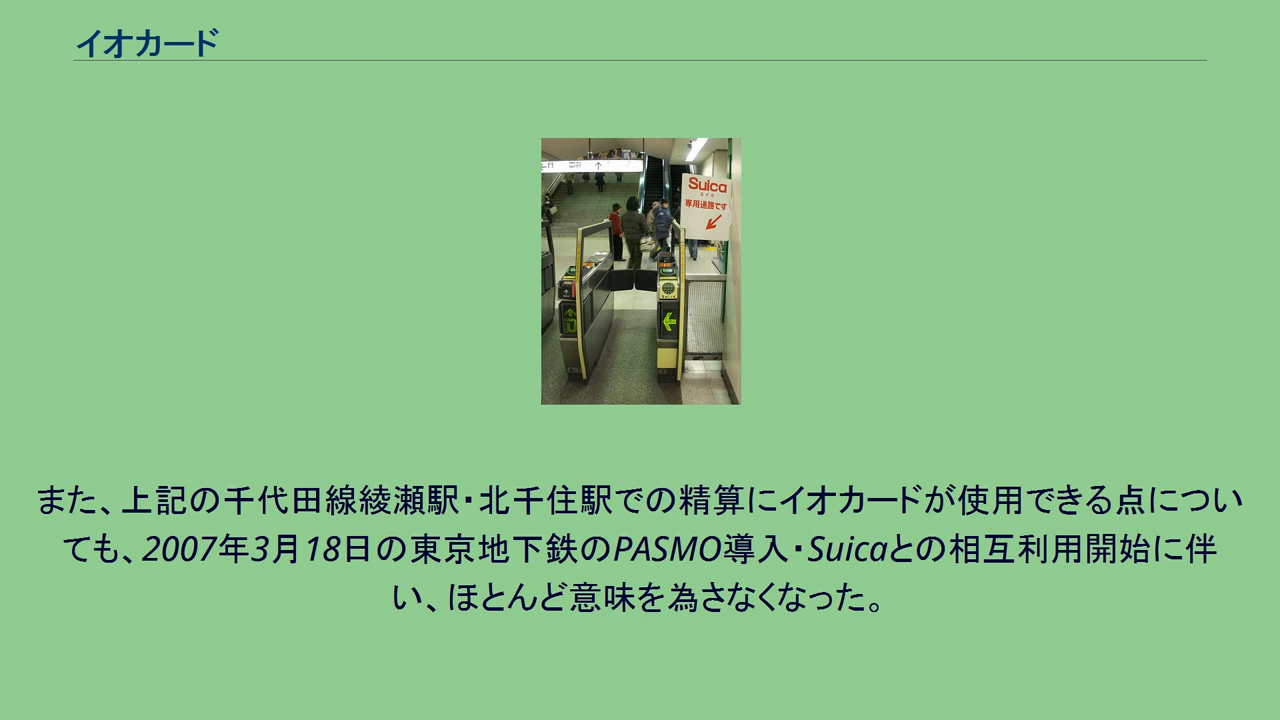 イオカード
Suica
スイカ
専用通路です
また、上記の千代田線綾瀬駅・北千住駅での精算にイオカードが使用できる点につい
ても、2007年3月18日の東京地下鉄のPASMO導入・Suicaとの相互利用開始に伴
い、ほとんど意味を為さなくなった。